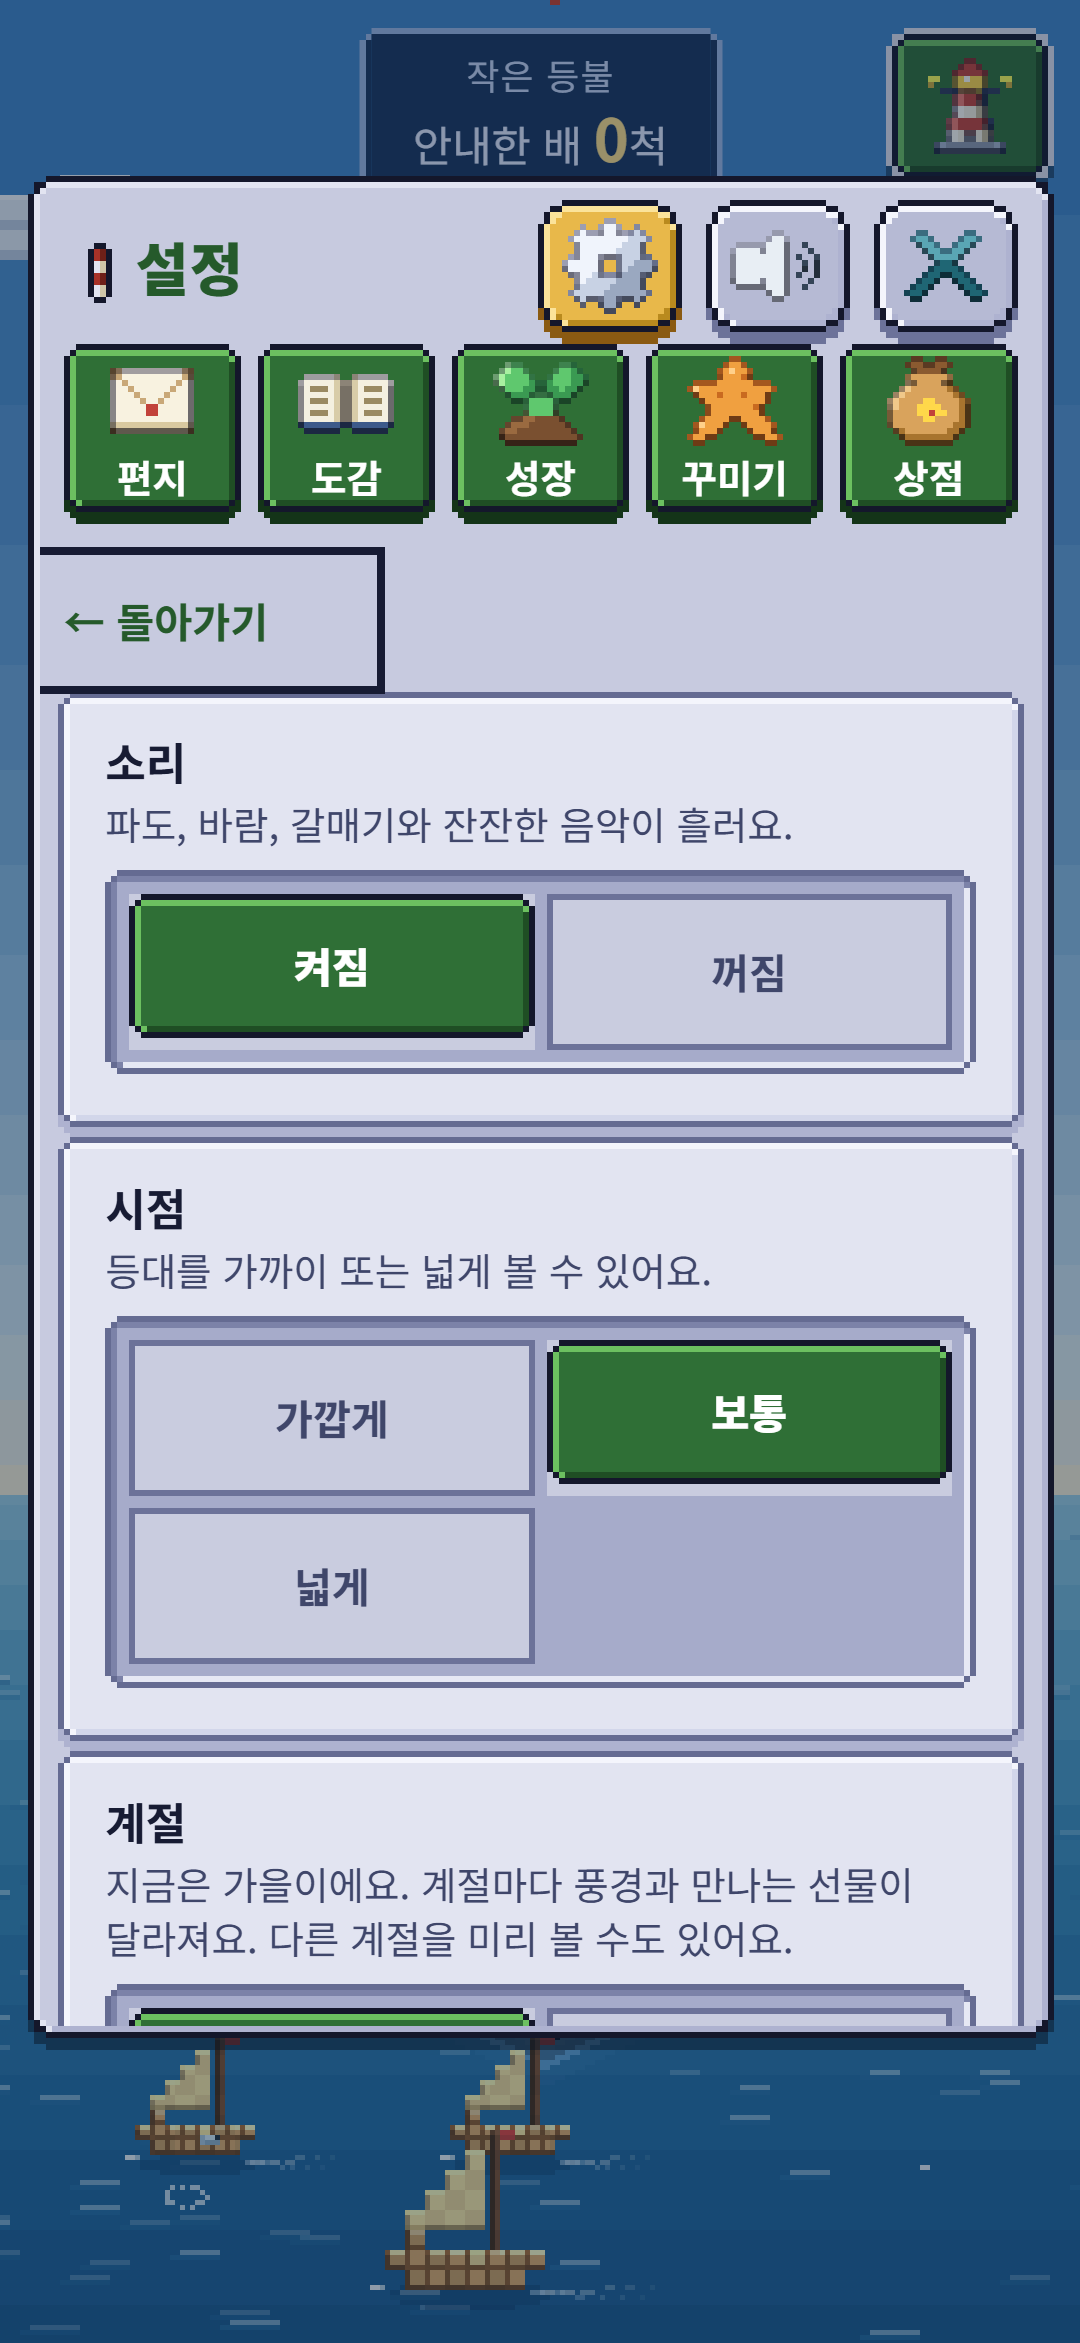 작은 등불
안내한 배 0척
설정
편지 도감 성장 꾸미기 상점
← 돌아가기
소리
파도, 바람, 갈매기와 잔잔한 음악이 흘러요.
켜짐 꺼짐
시점
등대를 가까이 또는 넓게 볼 수 있어요.
가깝게 보통
넓게
계절
지금은 가을이에요. 계절마다 풍경과 만나는 선물이
달라져요. 다른 계절을 미리 볼 수도 있어요.